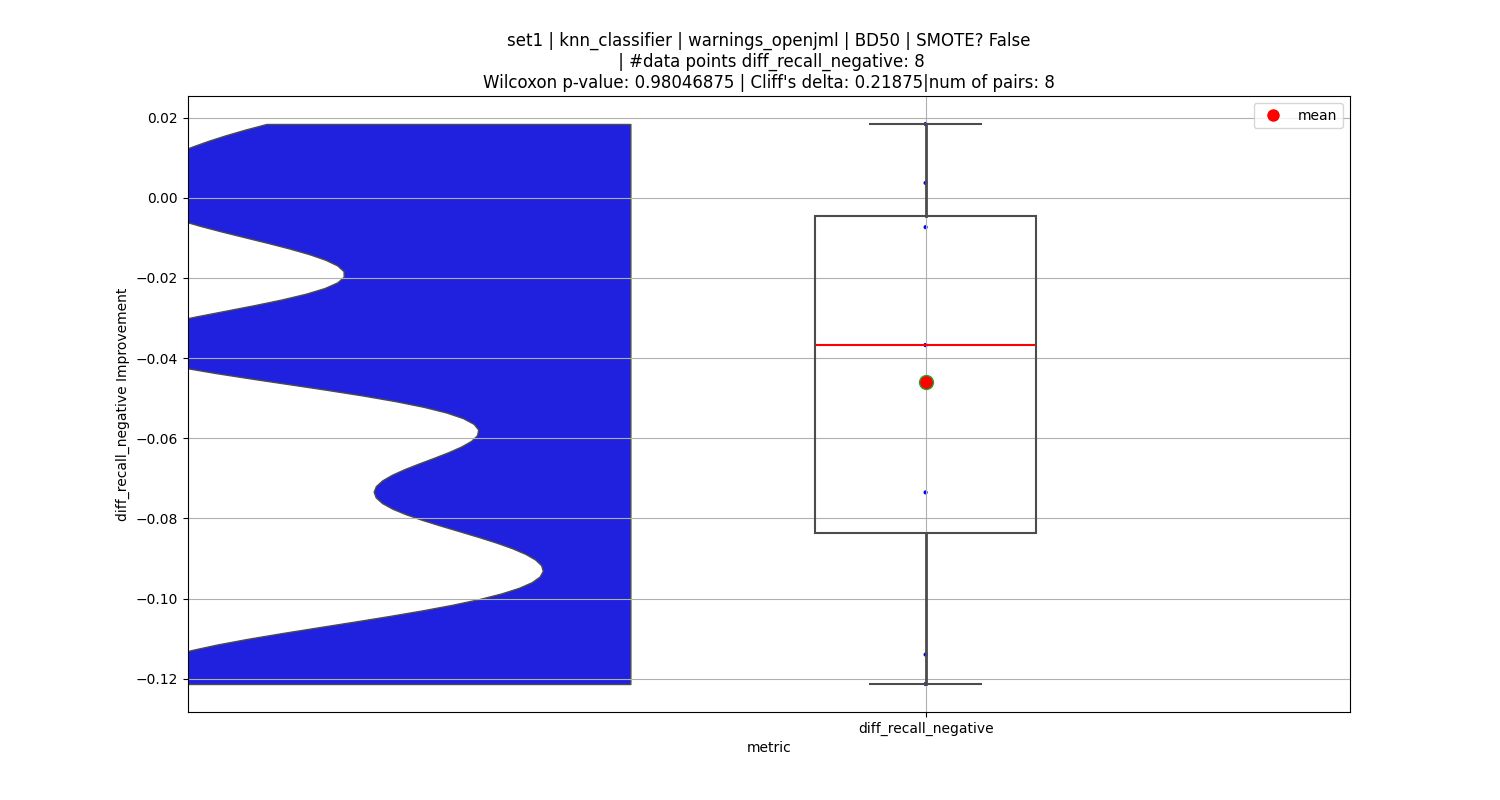 set1 | knn_classifier | warnings_openjml | BD50 | SMOTE? False
| #data points diff_recall_negative: 8
Wilcoxon p-value: 0.98046875 | Cliff's delta: 0.21875|num of pairs: 8
mean
0.02
0.00
−0.02
−0.04
−0.06
−0.08
−0.10
−0.12
diff_recall_negative Improvement
diff_recall_negative
metric